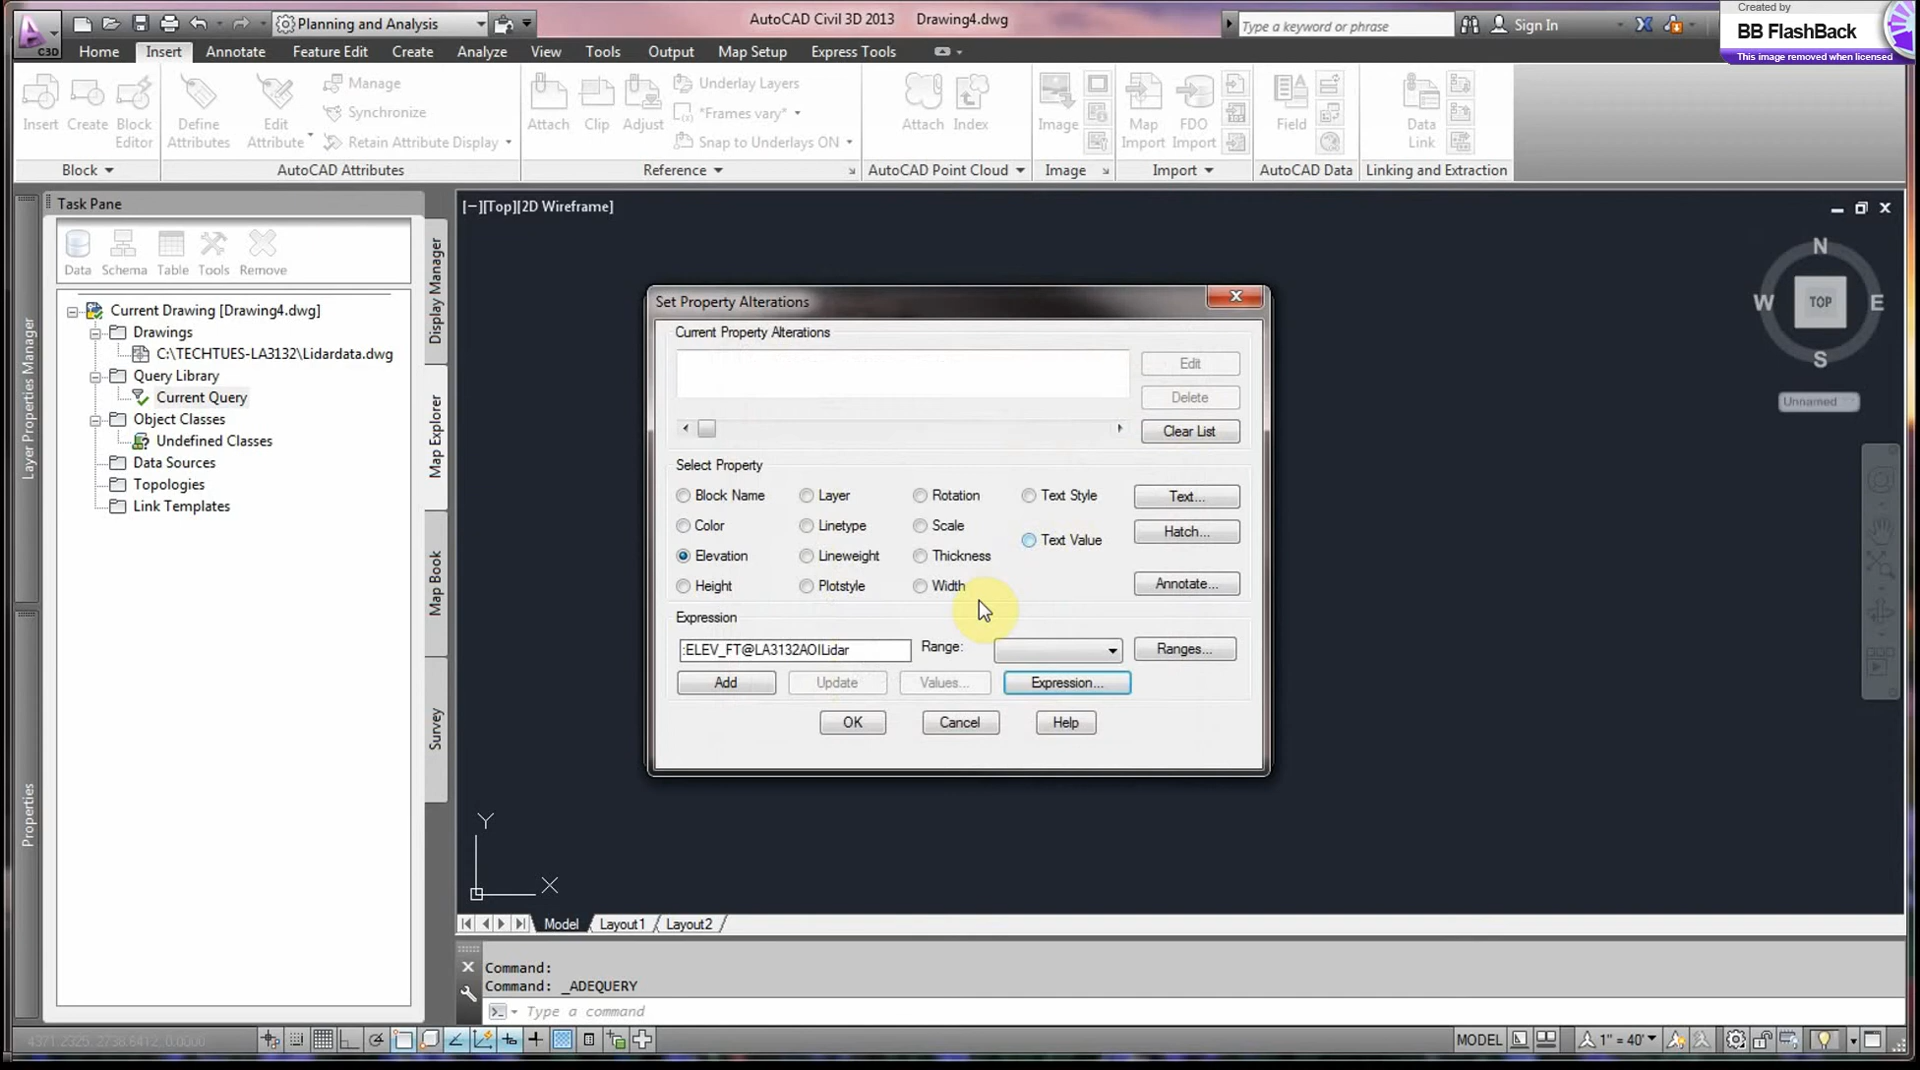 Created by
BB FlashBack
This image removed when licensed
Planning and Analysis
AutoCAD Civil 3D 2013 Drawing4.dwg
Type a keyword or phrase
Sign In
C3D
Home Insert Annotate Feature Edit Create Analyze View Tools Output Map Setup Express Tools
Insert
Create
Block
Editor
Block
Define
Attributes
Edit
Attribute
Manage
Synchronize
Retain Attribute Display
AutoCAD Attributes
Attach
Clip
Adjust
Underlay Layers
*Frames vary*
Snap to Underlays ON
Reference
Attach
Index
AutoCAD Point Cloud
Image
Image
Map
Import
FDO
Import
Import
Field
AutoCAD Data
Data
Link
Linking and Extraction
Layer Properties Manager
Properties
Task Pane
Data Schema Table Tools Remove
Current Drawing [Drawing4.dwg]
Drawings
C:\TECHTUES-LA3132\Lidardata.dwg
Query Library
Current Query
Object Classes
Undefined Classes
Data Sources
Topologies
Link Templates
Display Manager
Map Explorer
Map Book
Survey
[−][Top][2D Wireframe]
N
W TOP E
S
Unnamed
Set Property Alterations
Current Property Alterations
Edit
Delete
Clear List
Select Property
Block Name Layer Rotation Text Style Text...
Color Linetype Scale Text Value Hatch...
Elevation Lineweight Thickness
Height Plotstyle Width Annotate...
Expression
:ELEV_FT@LA3132AOILidar Range: Ranges...
Add Update Values... Expression...
OK Cancel Help
Y
X
Model Layout1 Layout2
Command:
Command: _ADEQUERY
Type a command
4371.2325, 2738.6412, 0.0000
MODEL 1" = 40'